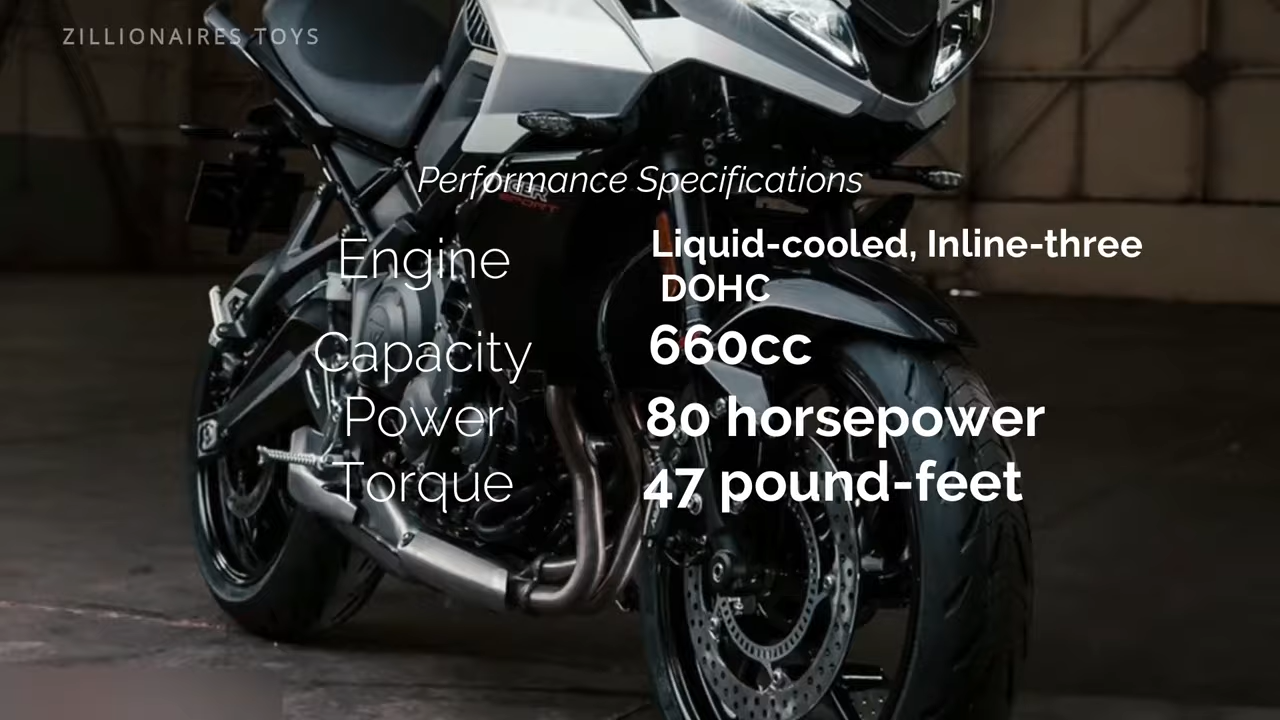 ZILLIONAIRES TOYS
Performance Specifications
SPORT
Engine
Liquid-cooled, Inline-three
DOHC
Capacity
660cc
Power
80 horsepower
Torque
47 pound-feet